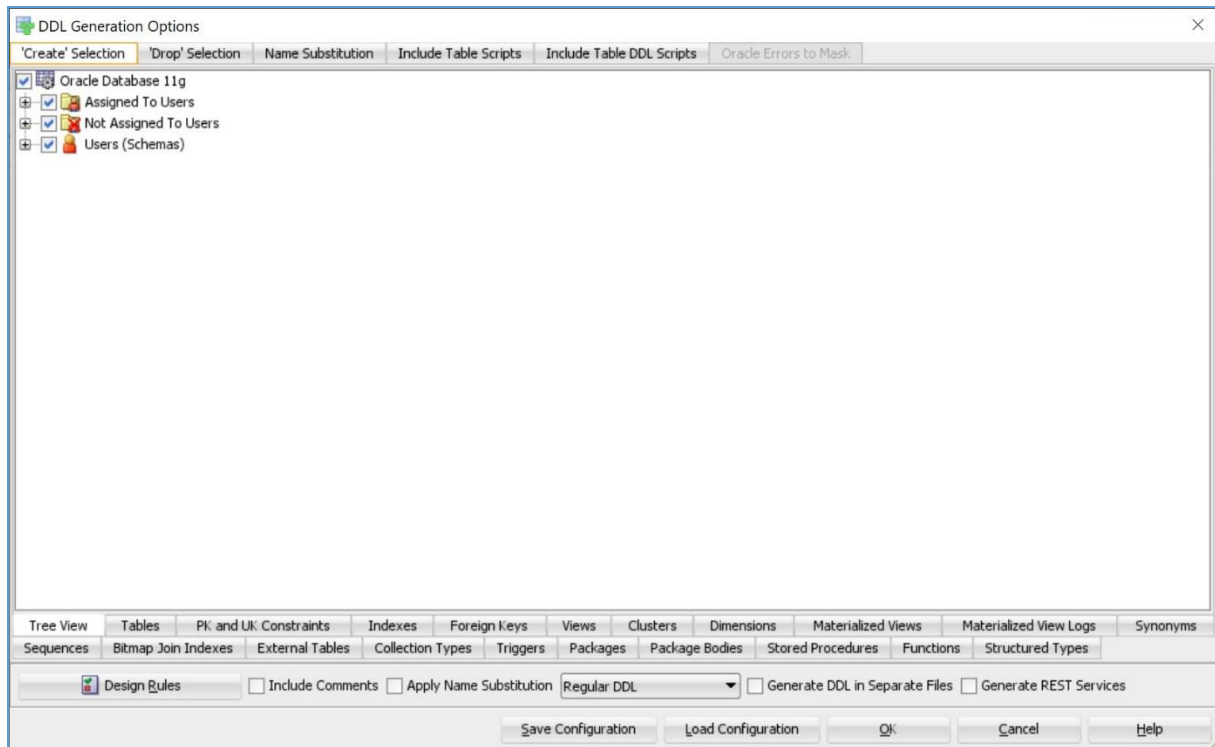 DDL Generation Options
'Create' Selection 'Drop' Selection Name Substitution Include Table Scripts Include Table DDL Scripts Oracle Errors to Mask
Oracle Database 11g
Assigned To Users
Not Assigned To Users
Users (Schemas)
Tree View Tables PK and UK Constraints Indexes Foreign Keys Views Clusters Dimensions Materialized Views Materialized View Logs Synonyms
Sequences Bitmap Join Indexes External Tables Collection Types Triggers Packages Package Bodies Stored Procedures Functions Structured Types
Design Rules Include Comments Apply Name Substitution Regular DDL Generate DDL in Separate Files Generate REST Services
Save Configuration Load Configuration OK Cancel Help